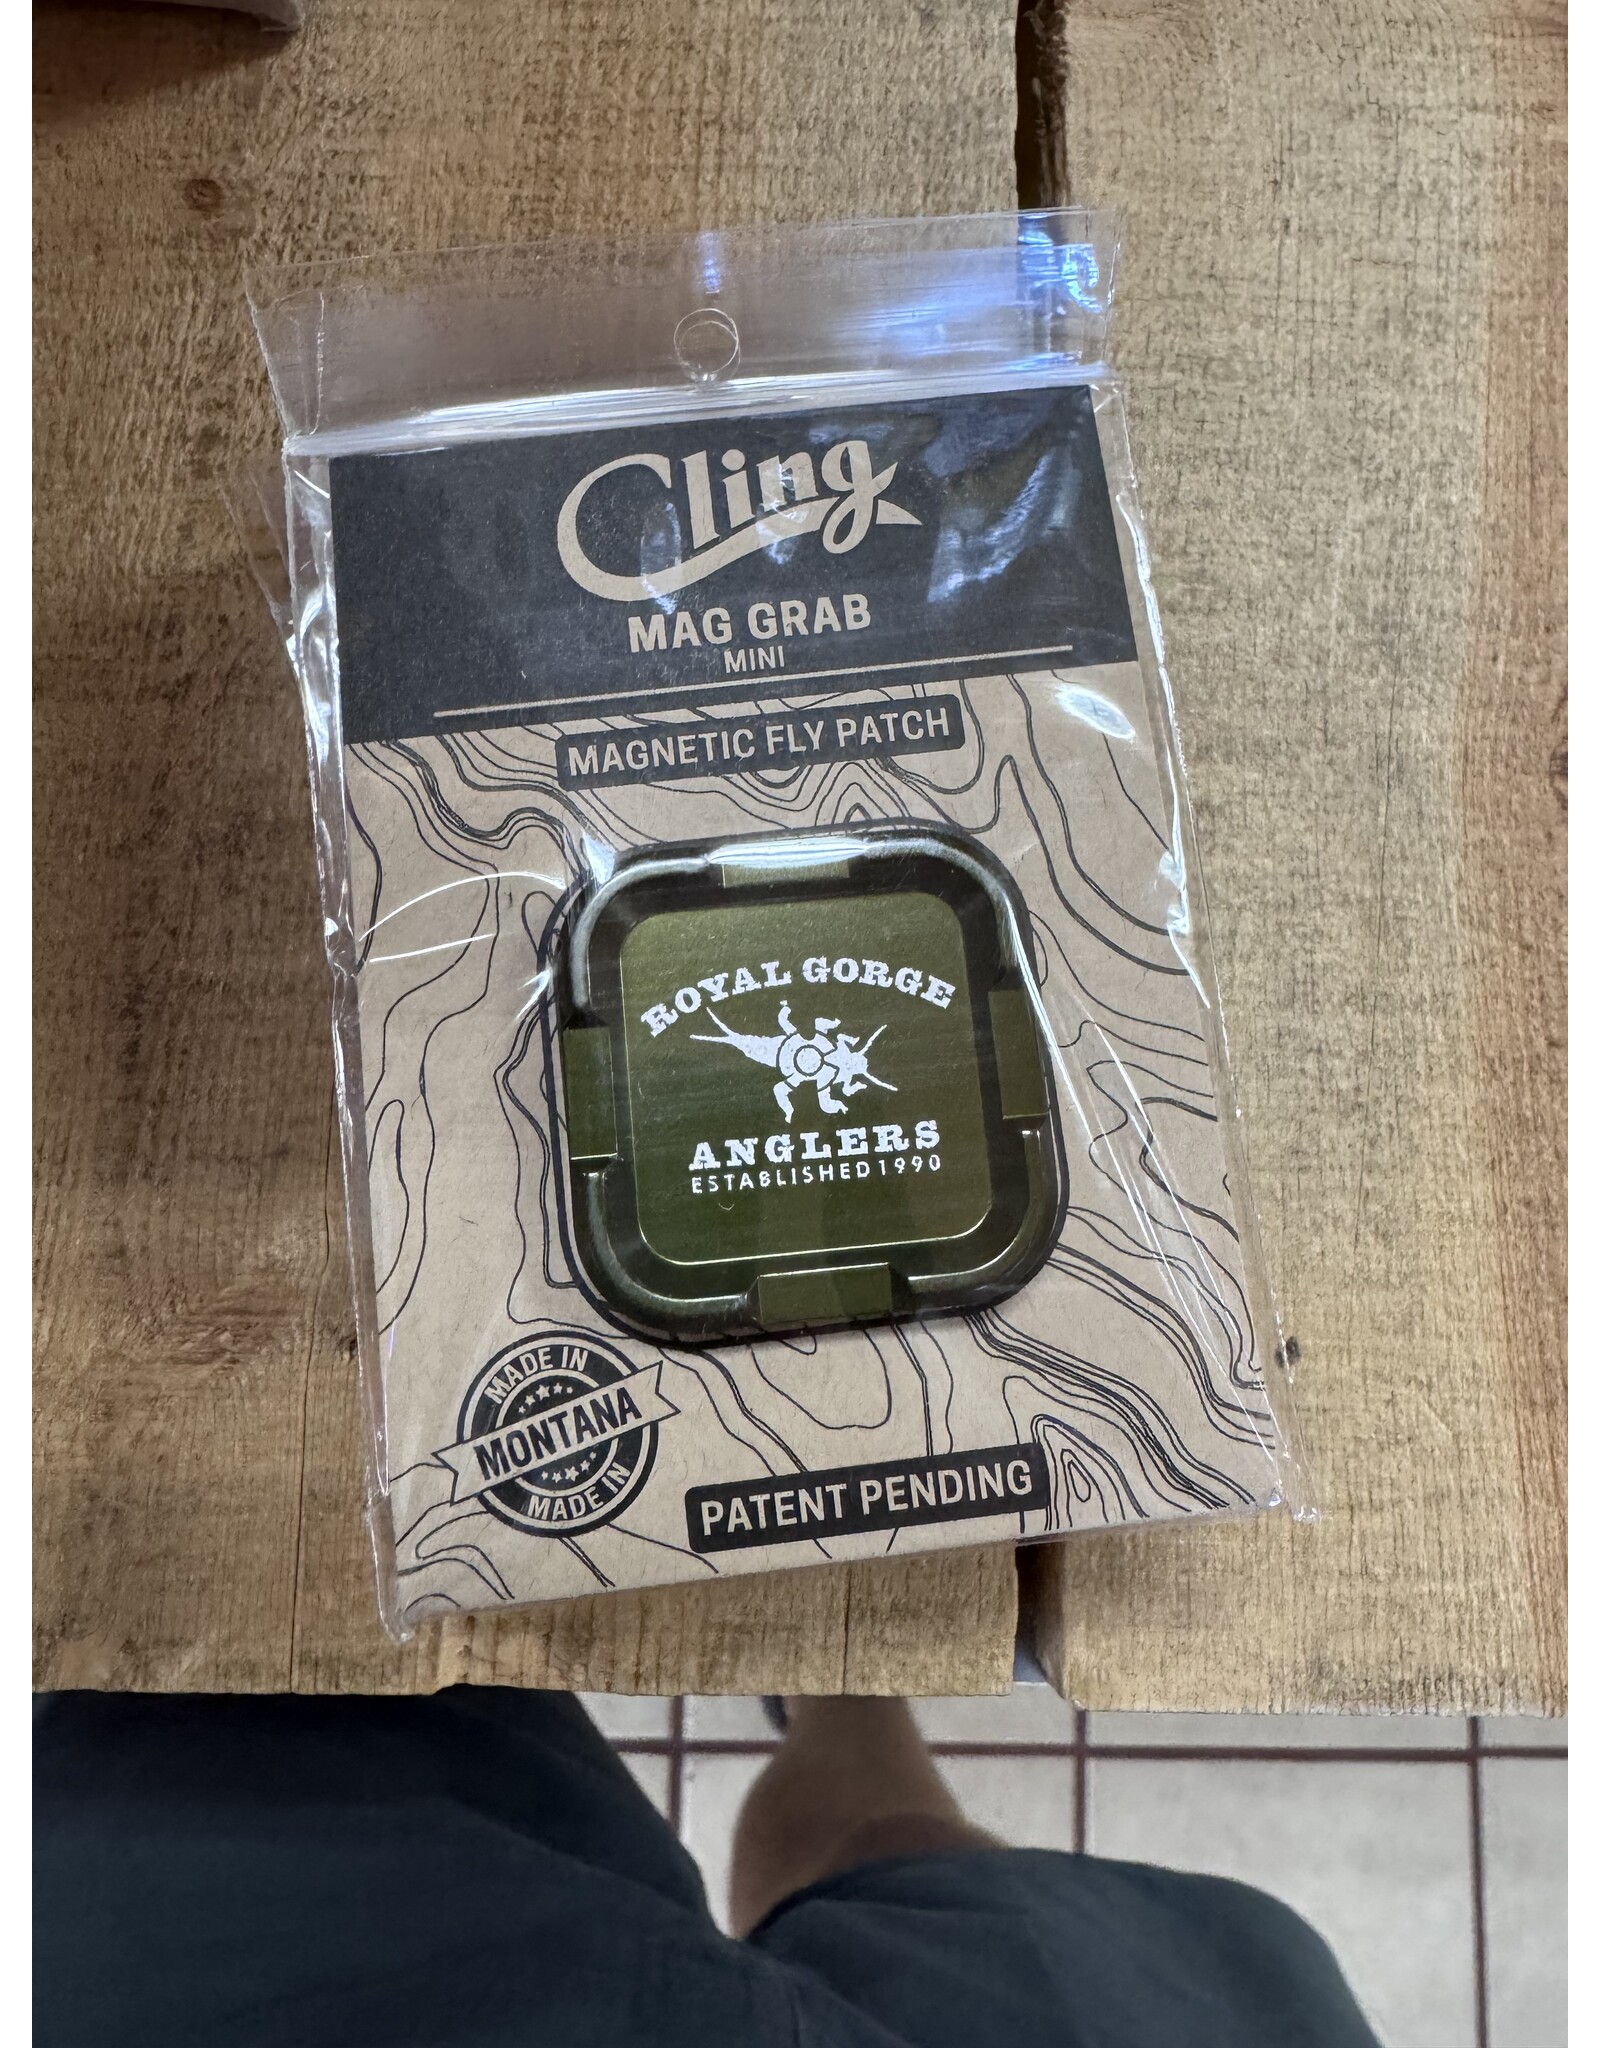 Cling
MAG GRAB
MINI
MAGNETIC FLY PATCH
ROYAL GORGE
ANGLERS
ESTABLISHED 1990
MADE IN
MONTANA
MADE IN
PATENT PENDING